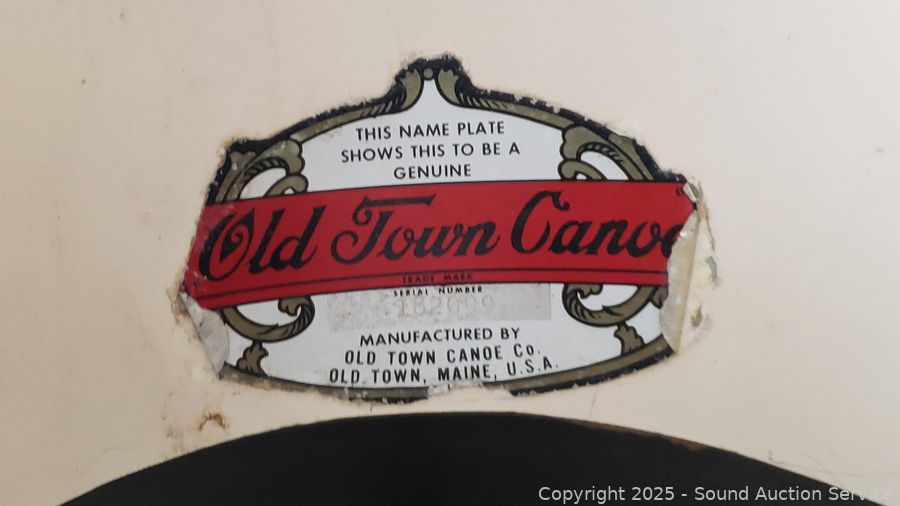 THIS NAME PLATE
SHOWS THIS TO BE A
GENUINE
Old Town Canoe
TRADE MARK
SERIAL NUMBER
182099
MANUFACTURED BY
OLD TOWN CANOE Co.
OLD TOWN, MAINE, U.S.A.
Copyright © 2025 - Sound Auction Service